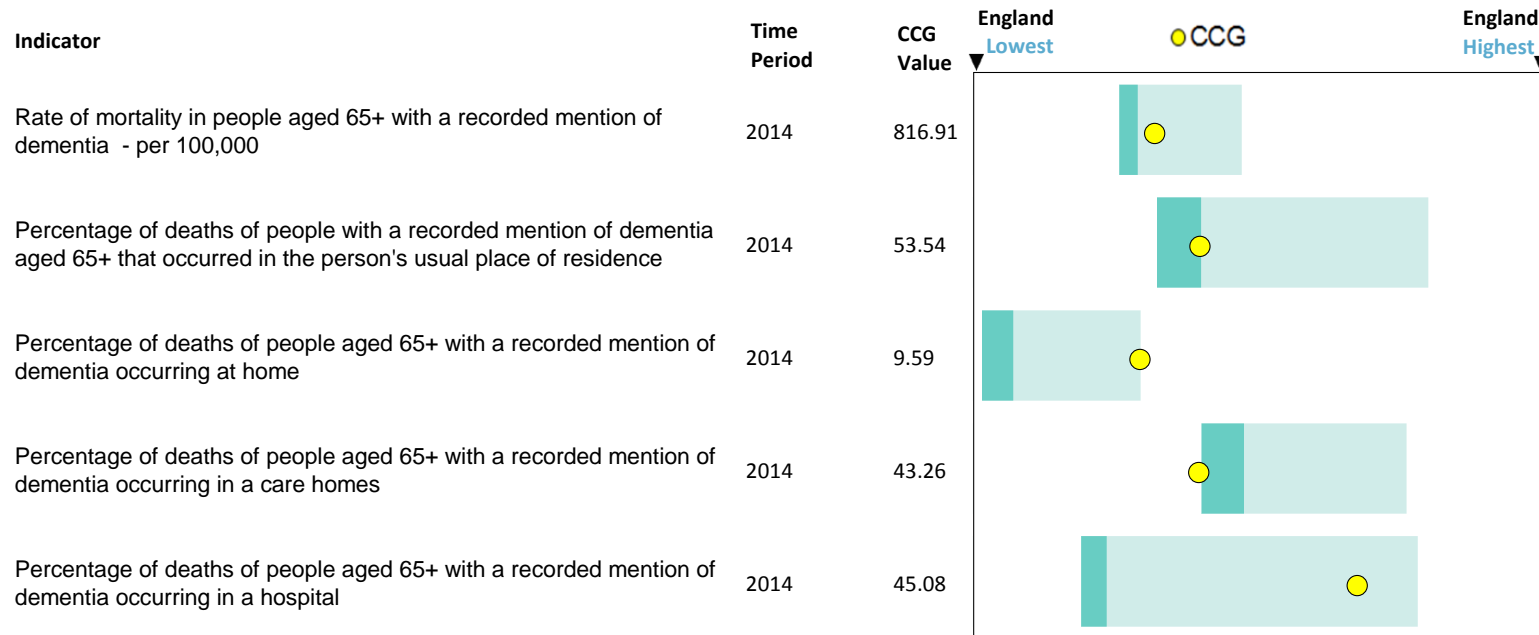 Indicator
Time
Period
CCG
Value
England
Lowest
CCG
England
Highest
Rate of mortality in people aged 65+ with a recorded mention of
dementia - per 100,000
2014
816.91
Percentage of deaths of people with a recorded mention of dementia
aged 65+ that occurred in the person's usual place of residence
2014
53.54
Percentage of deaths of people aged 65+ with a recorded mention of
dementia occurring at home
2014
9.59
Percentage of deaths of people aged 65+ with a recorded mention of
dementia occurring in a care homes
2014
43.26
Percentage of deaths of people aged 65+ with a recorded mention of
dementia occurring in a hospital
2014
45.08